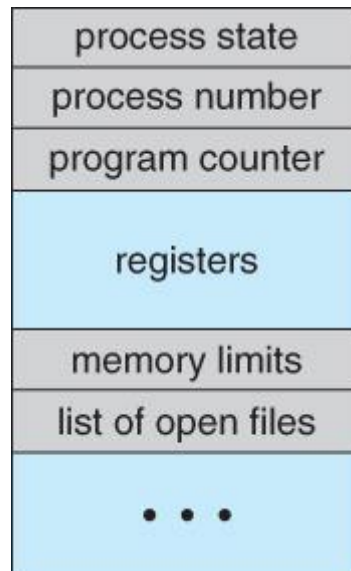 process state
process number
program counter
registers
memory limits
list of open files
• • •